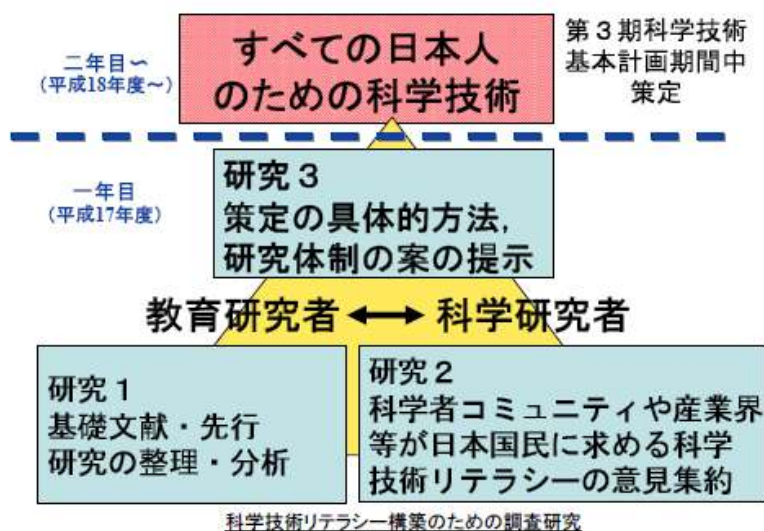 二年目〜
(平成18年度〜)
すべての日本人
のための科学技術
第３期科学技術
基本計画期間中
策定
一年目
(平成17年度)
研究３
策定の具体的方法，
研究体制の案の提示
教育研究者
科学研究者
研究１
基礎文献・先行
研究の整理・分析
研究２
科学者コミュニティや産業界
等が日本国民に求める科学
技術リテラシーの意見集約
科学技術リテラシー構築のための調査研究